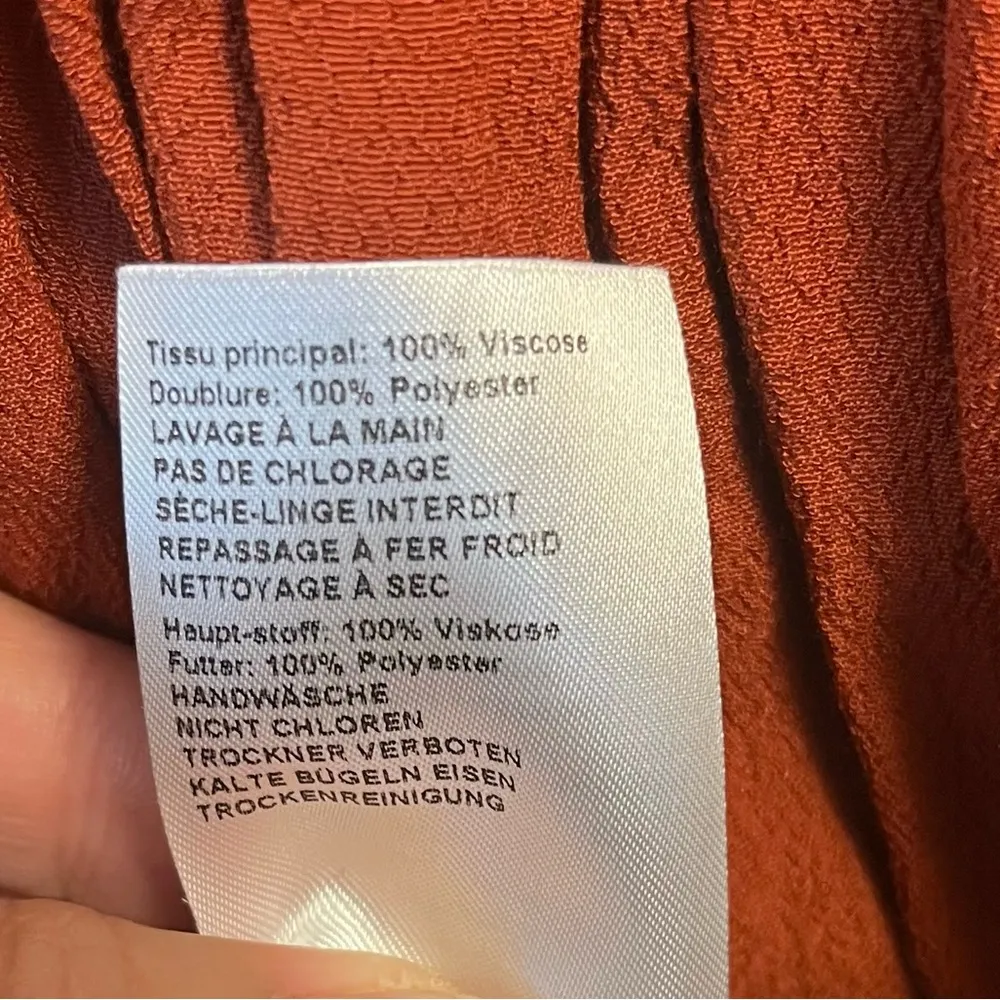 Tissu principal: 100% Viscose
Doublure: 100% Polyester
LAVAGE À LA MAIN
PAS DE CHLORAGE
SÈCHE-LINGE INTERDIT
REPASSAGE À FER FROID
NETTOYAGE À SEC
Haupt-stoff: 100% Viskose
Futter: 100% Polyester
HANDWÄSCHE
NICHT CHLOREN
TROCKNER VERBOTEN
KALTE BÜGELN EISEN
TROCKENREINIGUNG